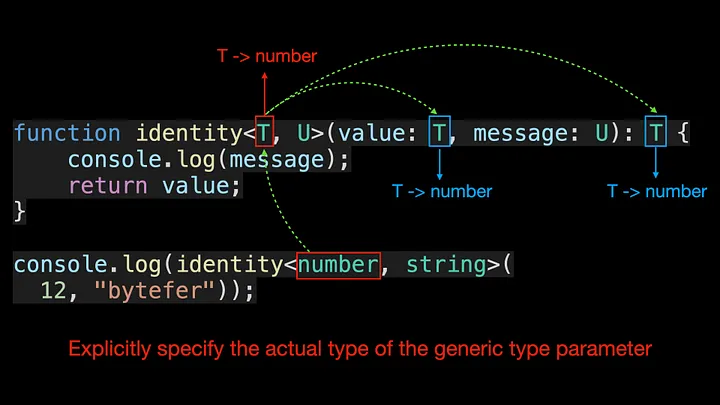 T -> number
function identity<T, U>(value: T, message: U): T {
    console.log(message);
    return value;
T -> number
T -> number
}
console.log(identity<number, string>(
  12, "bytefer"));
Explicitly specify the actual type of the generic type parameter